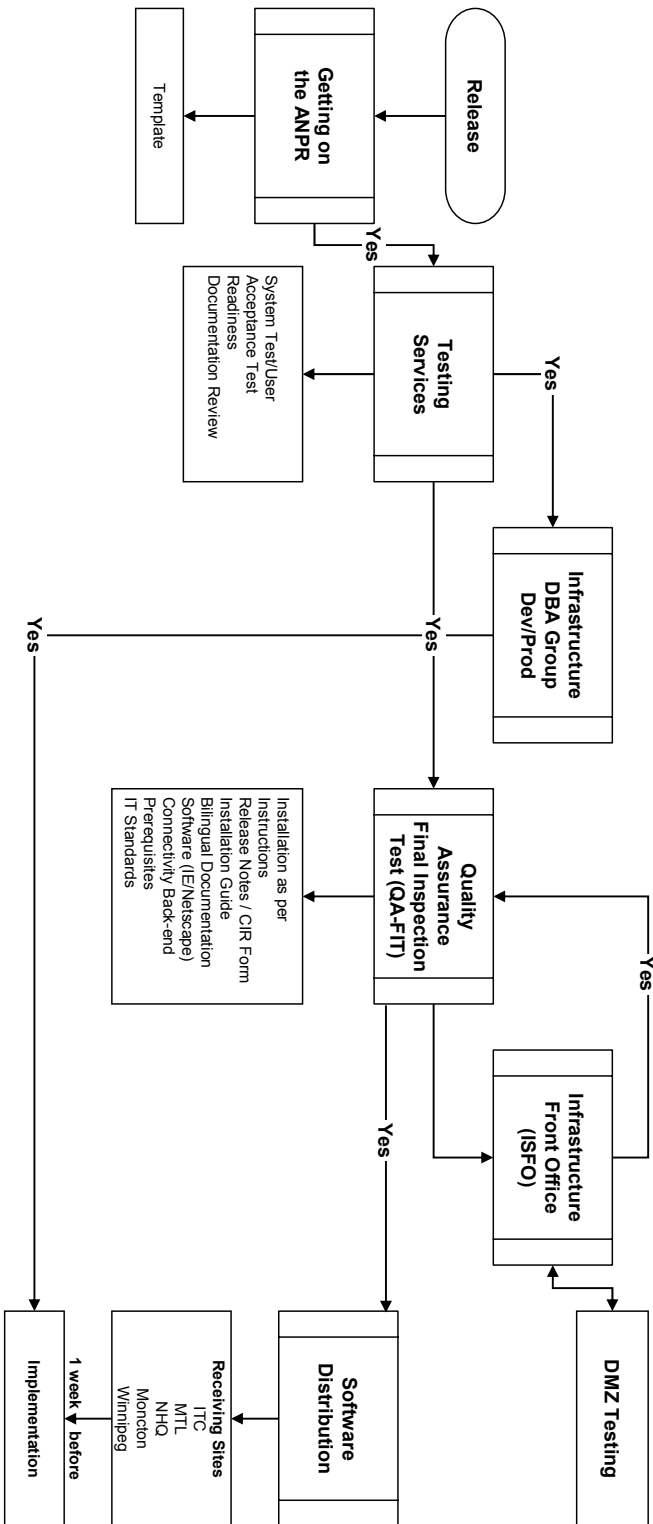 Release
Getting on
the ANPR
Template
Yes
Testing
Services
System Test/User
Acceptance Test
Readiness
Documentation Review
Yes
Infrastructure
DBA Group
Dev/Prod
Yes
Yes
Quality
Assurance
Final Inspection
Test (QA-FIT)
Installation as per
Instructions
Release Notes / CIR Form
Installation Guide
Bilingual Documentation
Software (IE/Netscape)
Connectivity Back-end
Prerequisites
IT Standards
Yes
Infrastructure
Front Office
(ISFO)
Yes
DMZ Testing
Software
Distribution
Receiving Sites
ITC
MTL
NHQ
Moncton
Winnipeg
1 week before
Implementation